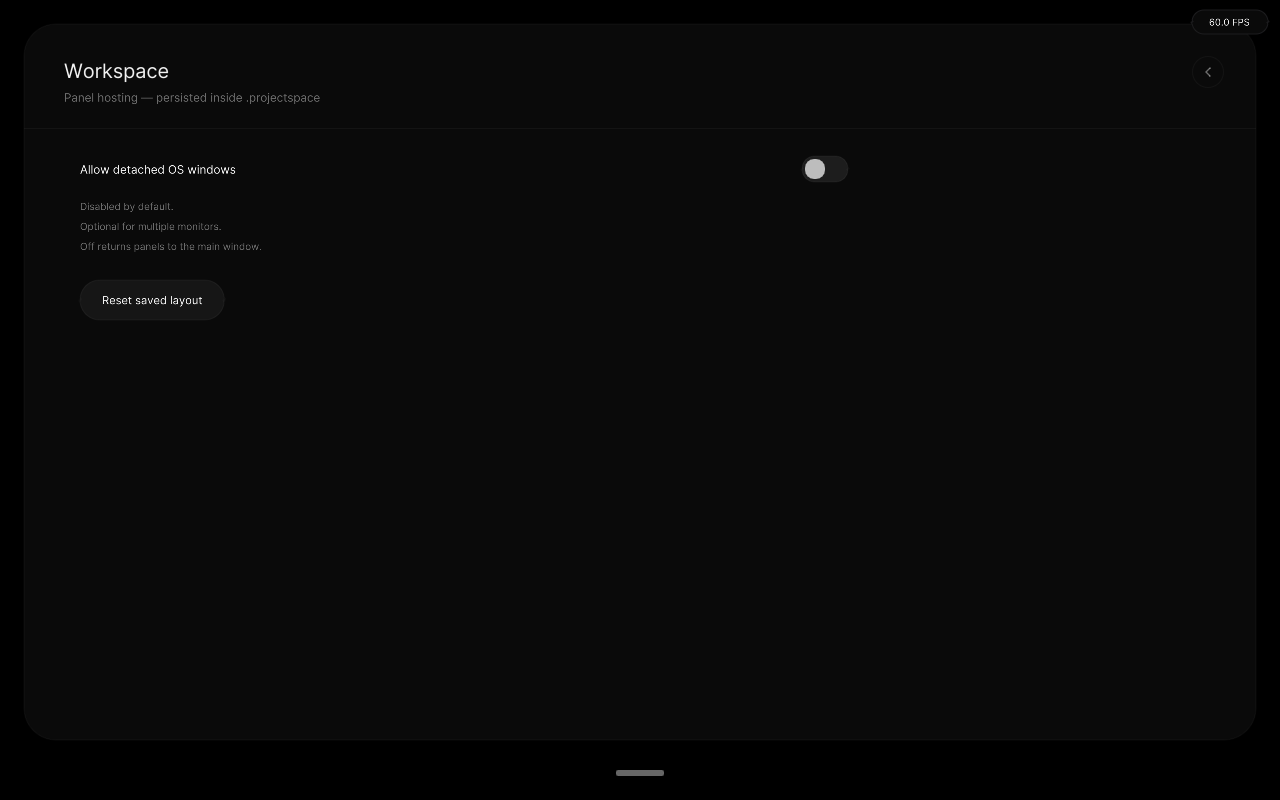 60.0 FPS
Workspace
Panel hosting — persisted inside .projectspace
Allow detached OS windows
Disabled by default.
Optional for multiple monitors.
Off returns panels to the main window.
Reset saved layout